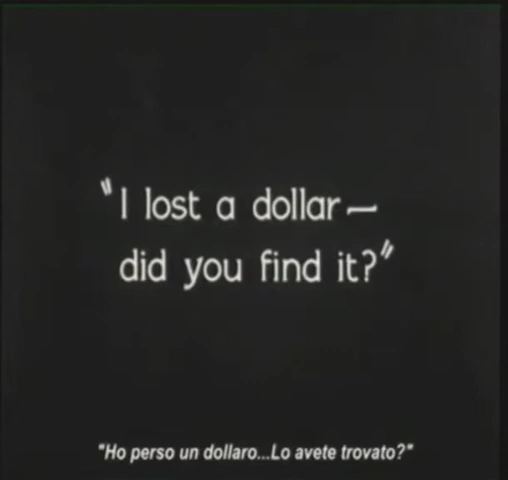 "I lost a dollar—
did you find it?"
"Ho perso un dollaro...Lo avete trovato?"